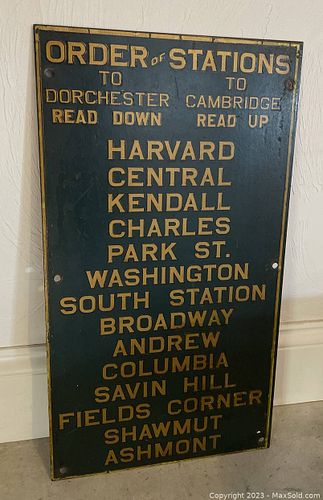 ORDER OF STATIONS
TO TO
DORCHESTER CAMBRIDGE
READ DOWN READ UP
HARVARD
CENTRAL
KENDALL
CHARLES
PARK ST.
WASHINGTON
SOUTH STATION
BROADWAY
ANDREW
COLUMBIA
SAVIN HILL
FIELDS CORNER
SHAWMUT
ASHMONT
Copyright © 2023 - MaxSold.com